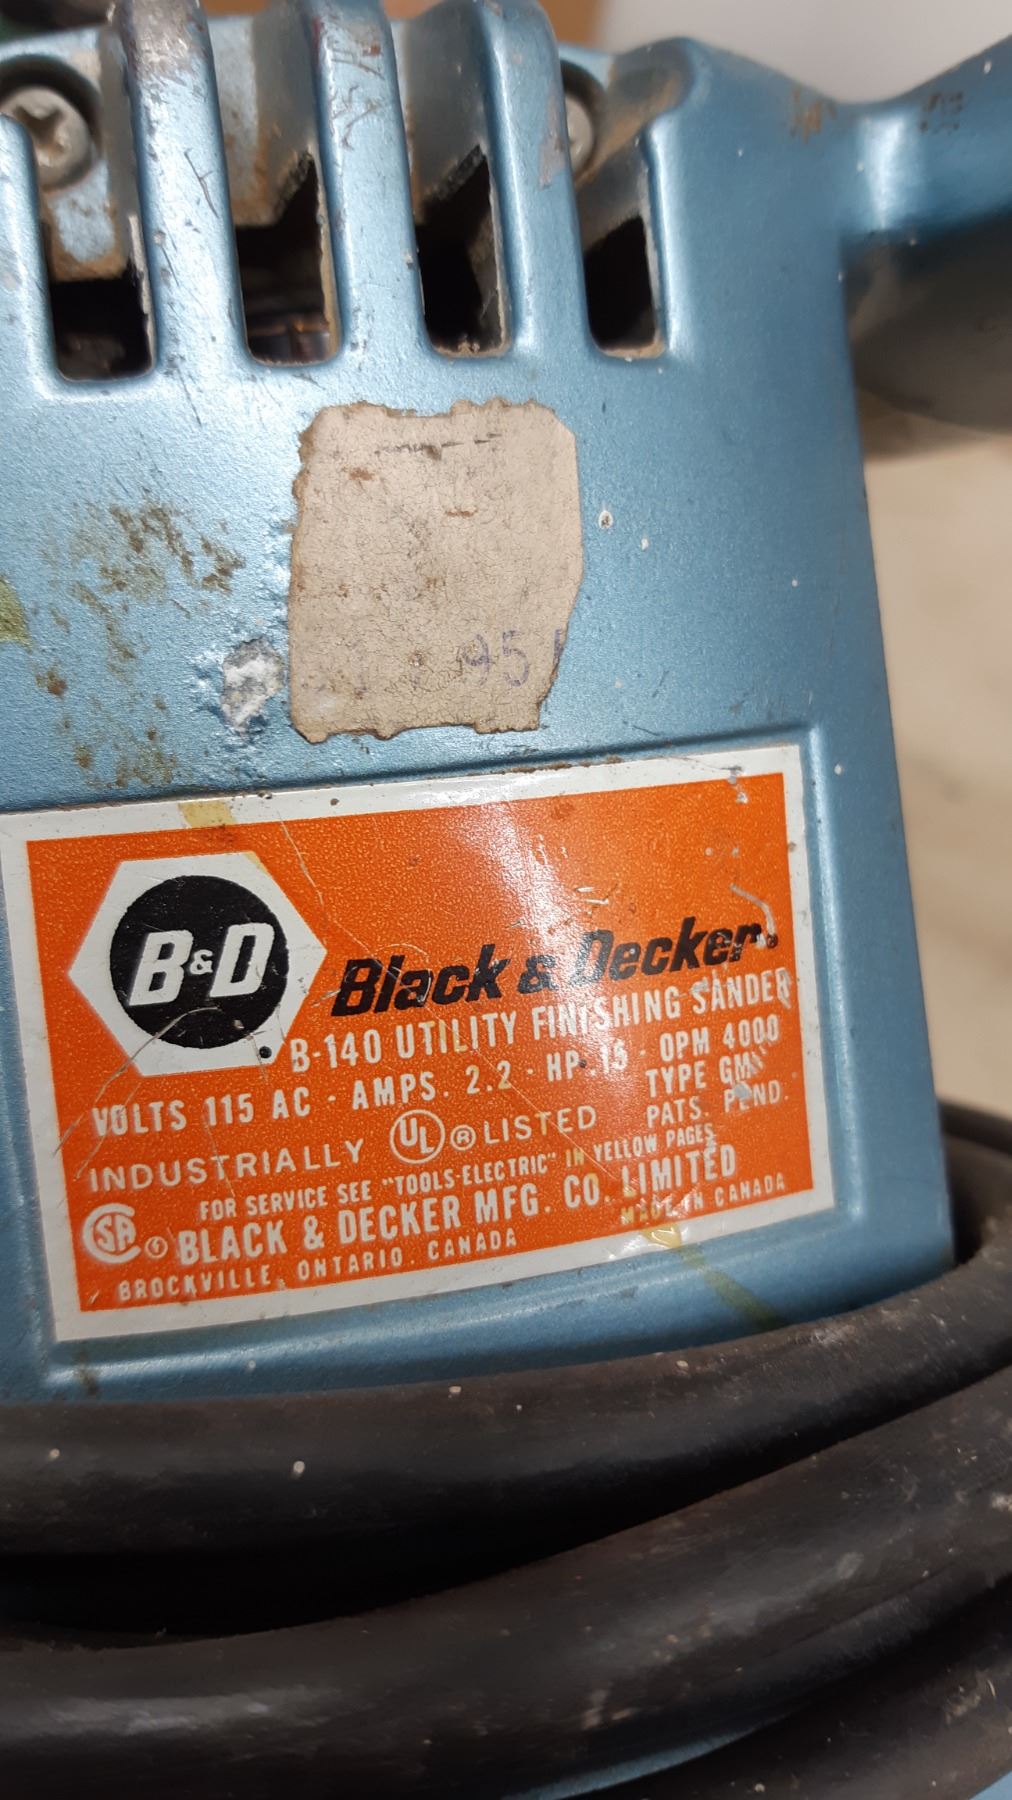 95
B&D
Black & Decker®
B-140 UTILITY FINISHING SANDER
VOLTS 115 AC - AMPS. 2.2 - HP. - OPM 4000
TYPE GM
INDUSTRIALLY UL ® LISTED PATS. PEND.
FOR SERVICE SEE "TOOLS-ELECTRIC" IN YELLOW PAGES
SA ® BLACK & DECKER MFG. CO. LIMITED
BROCKVILLE, ONTARIO, CANADA MADE IN CANADA